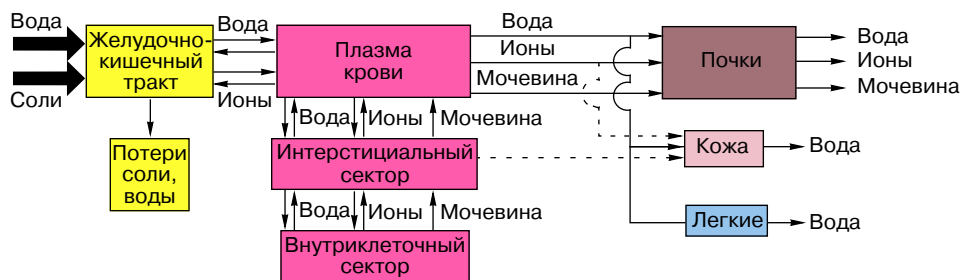 Вода
Соли
Желудочно-
кишечный
тракт
Потери
соли,
воды
Вода
Ионы
Плазма
крови
Вода
Ионы
Мочевина
Интерстициальный
сектор
Вода
Ионы
Мочевина
Внутриклеточный
сектор
Вода
Ионы
Мочевина
Почки
Вода
Ионы
Мочевина
Кожа
Вода
Легкие
Вода